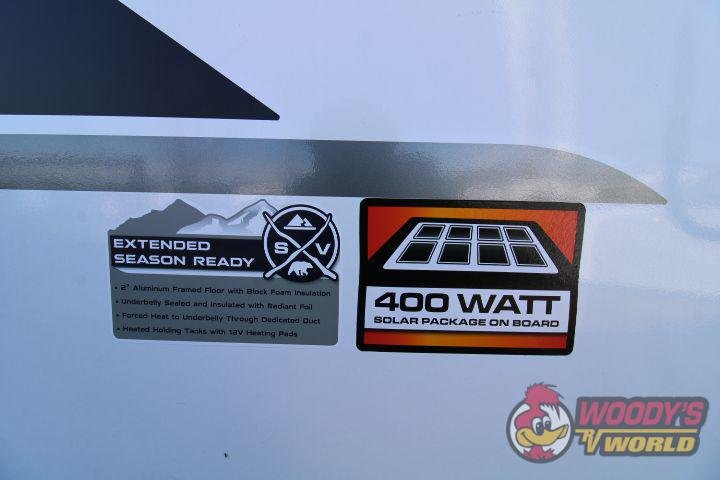 EXTENDED
SEASON READY
S V
• 2" Aluminum Framed Floor with Block Foam Insulation
• Underbelly Sealed and Insulated with Radiant Foil
• Forced Heat to Underbelly Through Dedicated Duct
• Heated Holding Tanks with 12V Heating Pads
400 WATT
SOLAR PACKAGE ON BOARD
WOODY'S
RV WORLD